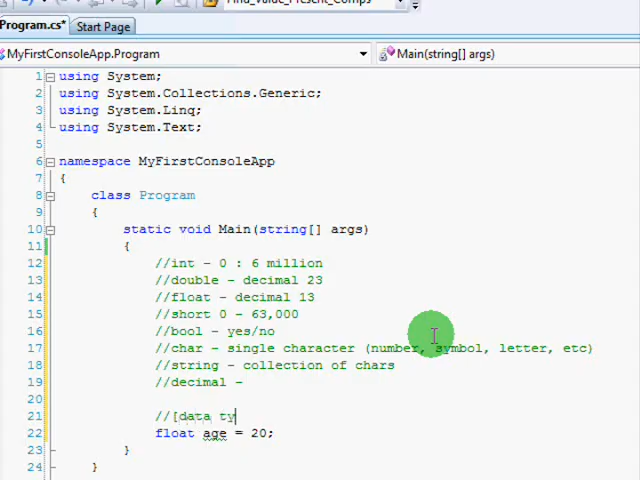 Find_Value_Present_Comps
Program.cs* Start Page
MyFirstConsoleApp.Program Main(string[] args)
1 using System;
2 using System.Collections.Generic;
3 using System.Linq;
4 using System.Text;
5
6 namespace MyFirstConsoleApp
7 {
8 class Program
9 {
10 static void Main(string[] args)
11 {
12 //int - 0 : 6 million
13 //double - decimal 23
14 //float - decimal 13
15 //short 0 - 63,000
16 //bool - yes/no
17 //char - single character (number, symbol, letter, etc)
18 //string - collection of chars
19 //decimal -
20
21 //[data ty
22 float age = 20;
23 }
24 }